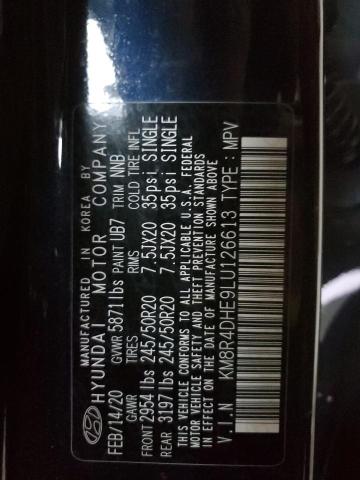 MANUFACTURED IN KOREA BY
HYUNDAI MOTOR COMPANY
FEB/14/20 GVWR 5871 lbs PAINT UB7 TRIM NNB
TIRES RIMS COLD TIRE INFL
FRONT 2954 lbs 245/50R20 7.5JX20 35psi SINGLE
REAR 3197 lbs 245/50R20 7.5JX20 35psi SINGLE
THIS VEHICLE CONFORMS TO ALL APPLICABLE U.S.A. FEDERAL
MOTOR VEHICLE SAFETY AND THEFT PREVENTION STANDARDS
IN EFFECT ON THE DATE OF MANUFACTURE SHOWN ABOVE
V.I.N : KM8R4DHE9LU126613 TYPE : MPV